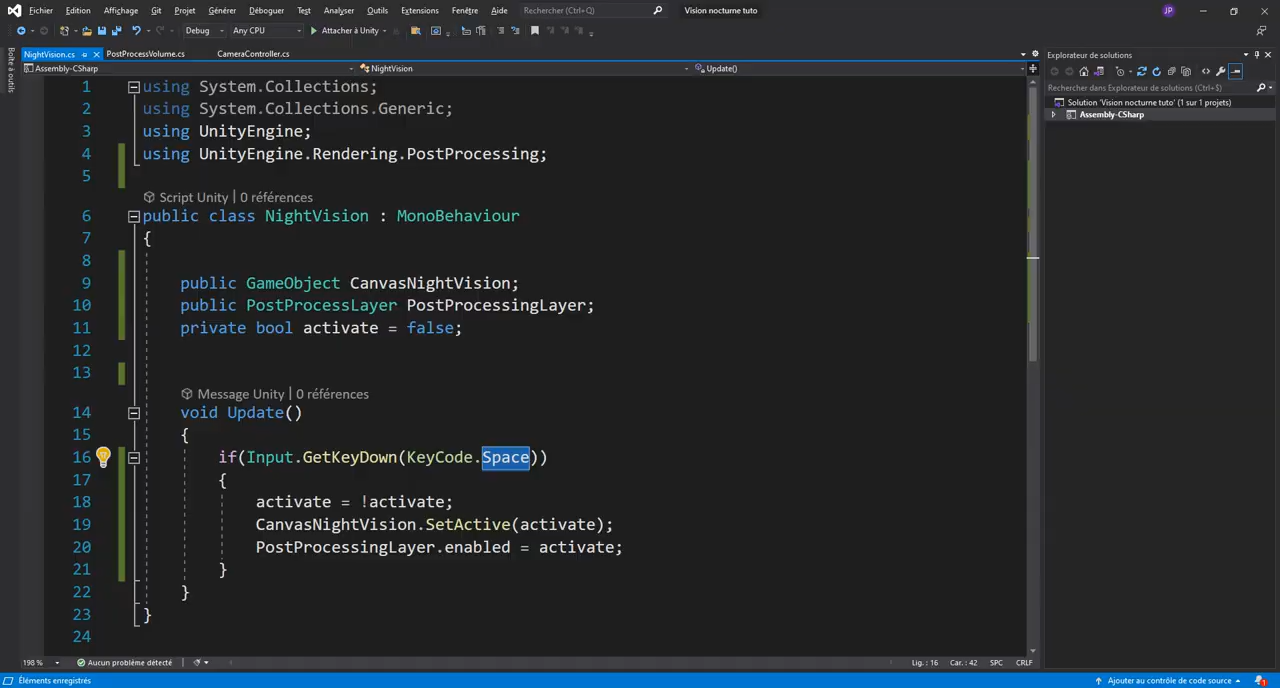 Fichier Edition Affichage Git Projet Générer Déboguer Test Analyser Outils Extensions Fenêtre Aide Rechercher (Ctrl+Q) Vision nocturne tuto JP
Debug Any CPU Attacher à Unity
Boîte à outils
NightVision.cs PostProcessVolume.cs CameraController.cs
Assembly-CSharp NightVision Update()
1 using System.Collections;
2 using System.Collections.Generic;
3 using UnityEngine;
4 using UnityEngine.Rendering.PostProcessing;
5
Script Unity | 0 références
6 public class NightVision : MonoBehaviour
7 {
8
9 public GameObject CanvasNightVision;
10 public PostProcessLayer PostProcessingLayer;
11 private bool activate = false;
12
13
Message Unity | 0 références
14 void Update()
15 {
16 if(Input.GetKeyDown(KeyCode.Space))
17 {
18 activate = !activate;
19 CanvasNightVision.SetActive(activate);
20 PostProcessingLayer.enabled = activate;
21 }
22 }
23 }
24
198 % Aucun problème détecté Lig. : 16 Car. : 42 SPC CRLF
Explorateur de solutions
Rechercher dans Explorateur de solutions (Ctrl+$)
Solution 'Vision nocturne tuto' (1 sur 1 projets)
Assembly-CSharp
Éléments enregistrés Ajouter au contrôle de code source 1